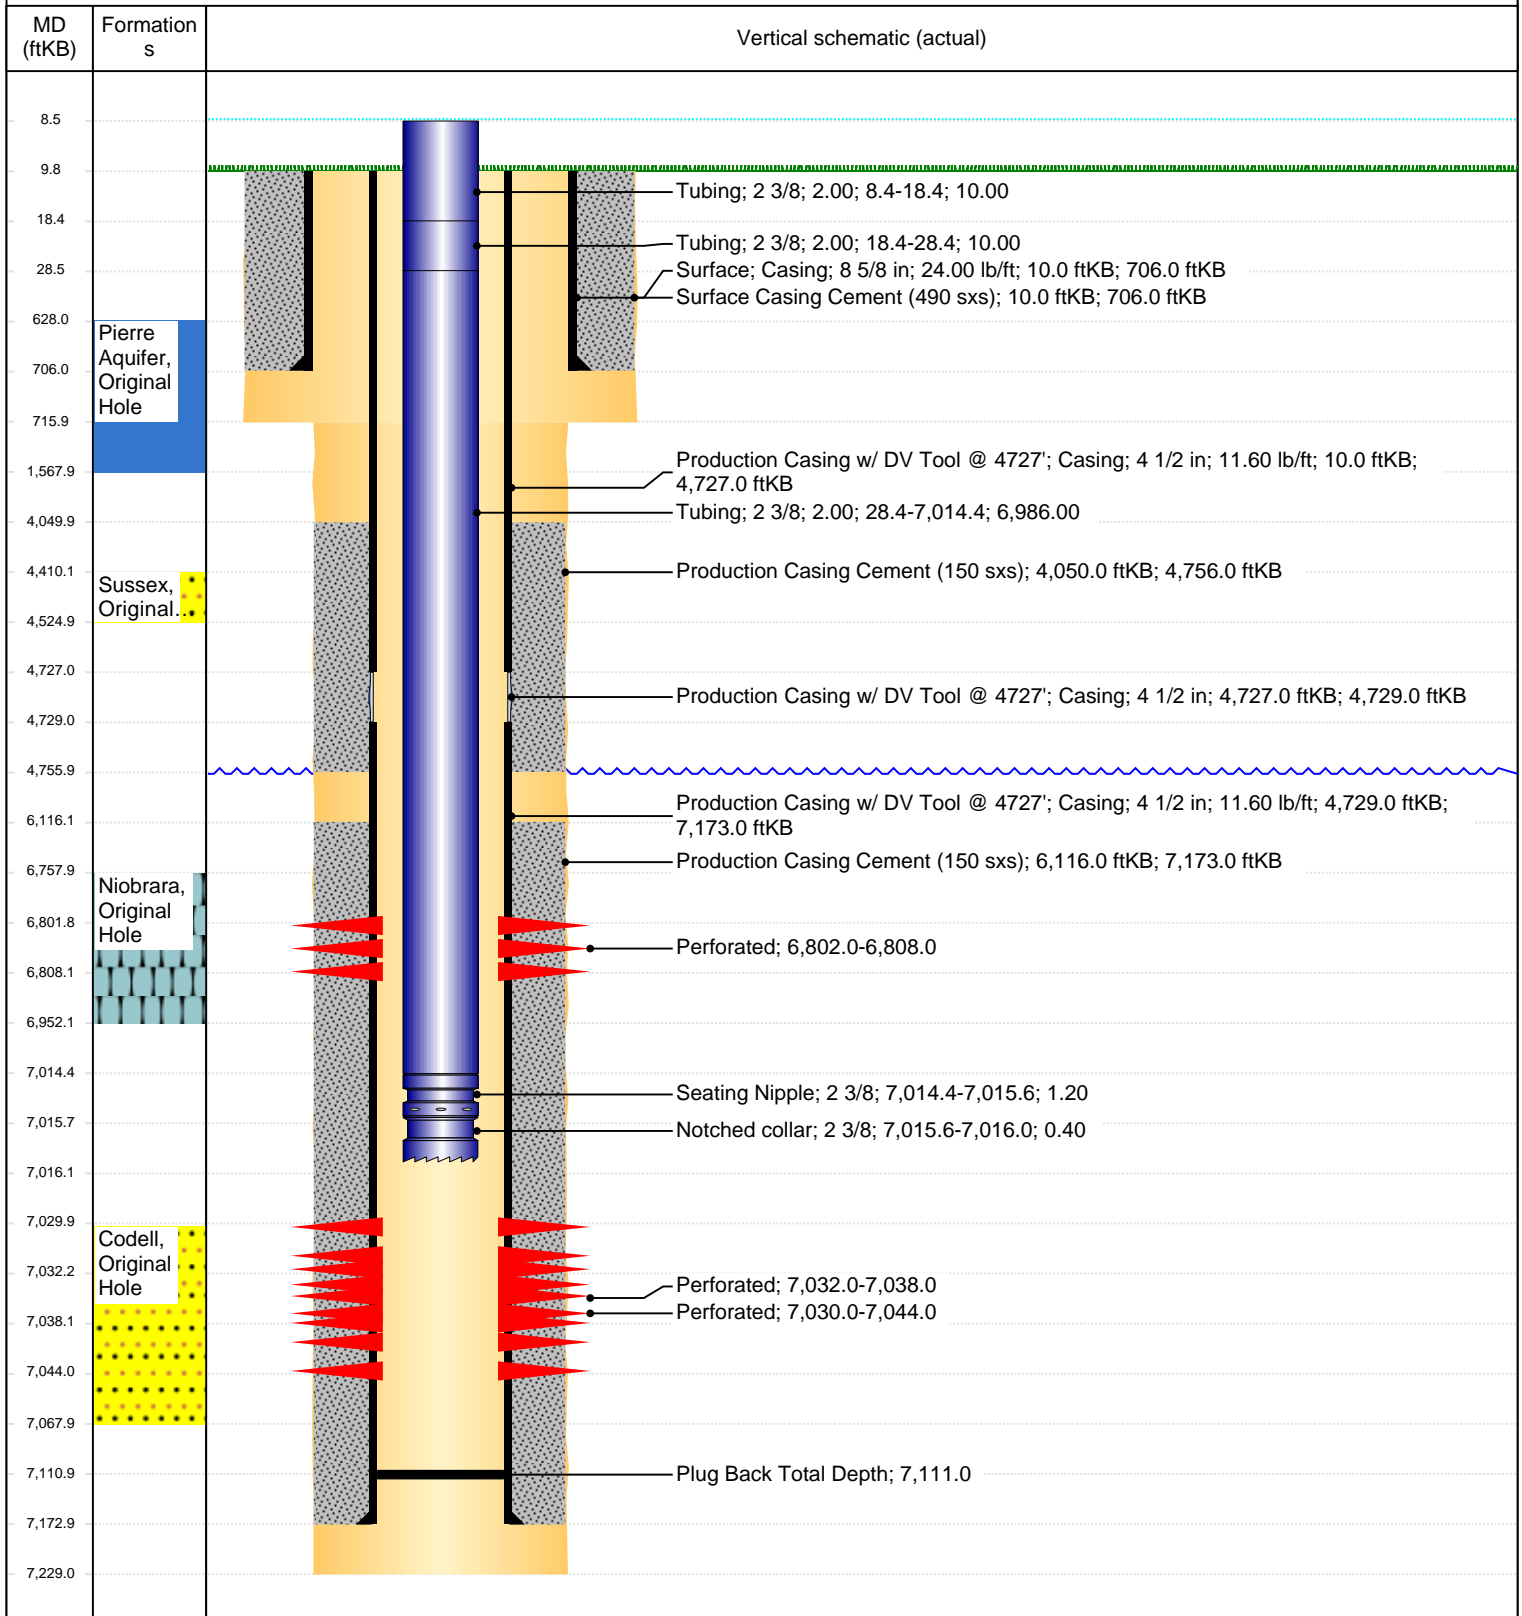 MD
(ftKB)
Formation
s
Vertical schematic (actual)
8.5
9.8
Tubing; 2 3/8; 2.00; 8.4-18.4; 10.00
18.4
Tubing; 2 3/8; 2.00; 18.4-28.4; 10.00
28.5
Surface; Casing; 8 5/8 in; 24.00 lb/ft; 10.0 ftKB; 706.0 ftKB
Surface Casing Cement (490 sxs); 10.0 ftKB; 706.0 ftKB
628.0
Pierre
Aquifer,
Original
Hole
706.0
715.9
1,567.9
Production Casing w/ DV Tool @ 4727'; Casing; 4 1/2 in; 11.60 lb/ft; 10.0 ftKB;
4,727.0 ftKB
Tubing; 2 3/8; 2.00; 28.4-7,014.4; 6,986.00
4,049.9
4,410.1
Production Casing Cement (150 sxs); 4,050.0 ftKB; 4,756.0 ftKB
Sussex,
Original...
4,524.9
4,727.0
Production Casing w/ DV Tool @ 4727'; Casing; 4 1/2 in; 4,727.0 ftKB; 4,729.0 ftKB
4,729.0
4,755.9
Production Casing w/ DV Tool @ 4727'; Casing; 4 1/2 in; 11.60 lb/ft; 4,729.0 ftKB;
7,173.0 ftKB
6,116.1
Production Casing Cement (150 sxs); 6,116.0 ftKB; 7,173.0 ftKB
6,757.9
Niobrara,
Original
Hole
6,801.8
Perforated; 6,802.0-6,808.0
6,808.1
6,952.1
7,014.4
Seating Nipple; 2 3/8; 7,014.4-7,015.6; 1.20
7,015.7
Notched collar; 2 3/8; 7,015.6-7,016.0; 0.40
7,016.1
7,029.9
Codell,
Original
Hole
7,032.2
Perforated; 7,032.0-7,038.0
Perforated; 7,030.0-7,044.0
7,038.1
7,044.0
7,067.9
7,110.9
Plug Back Total Depth; 7,111.0
7,172.9
7,229.0